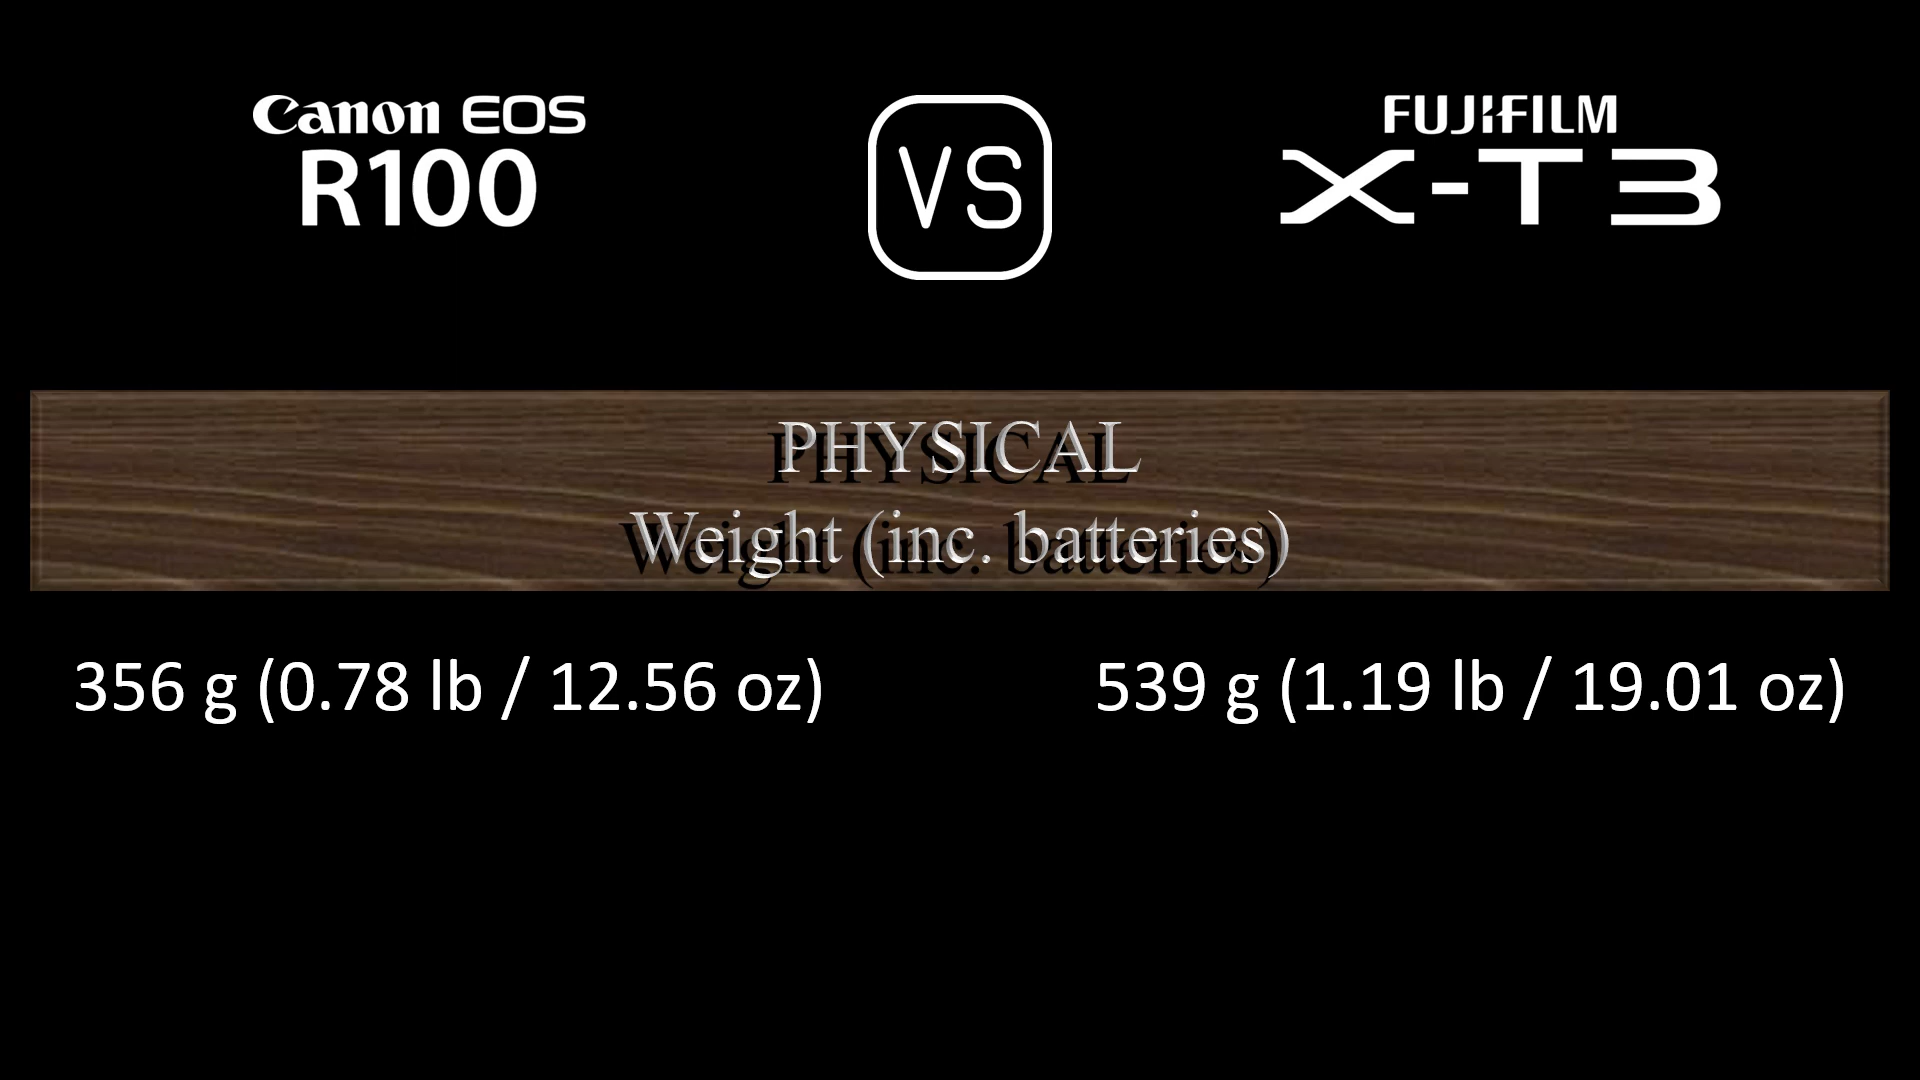 Canon EOS
R100
VS
FUJIFILM
X-T3
PHYSICAL
Weight (inc. batteries)
356 g (0.78 lb / 12.56 oz)
539 g (1.19 lb / 19.01 oz)